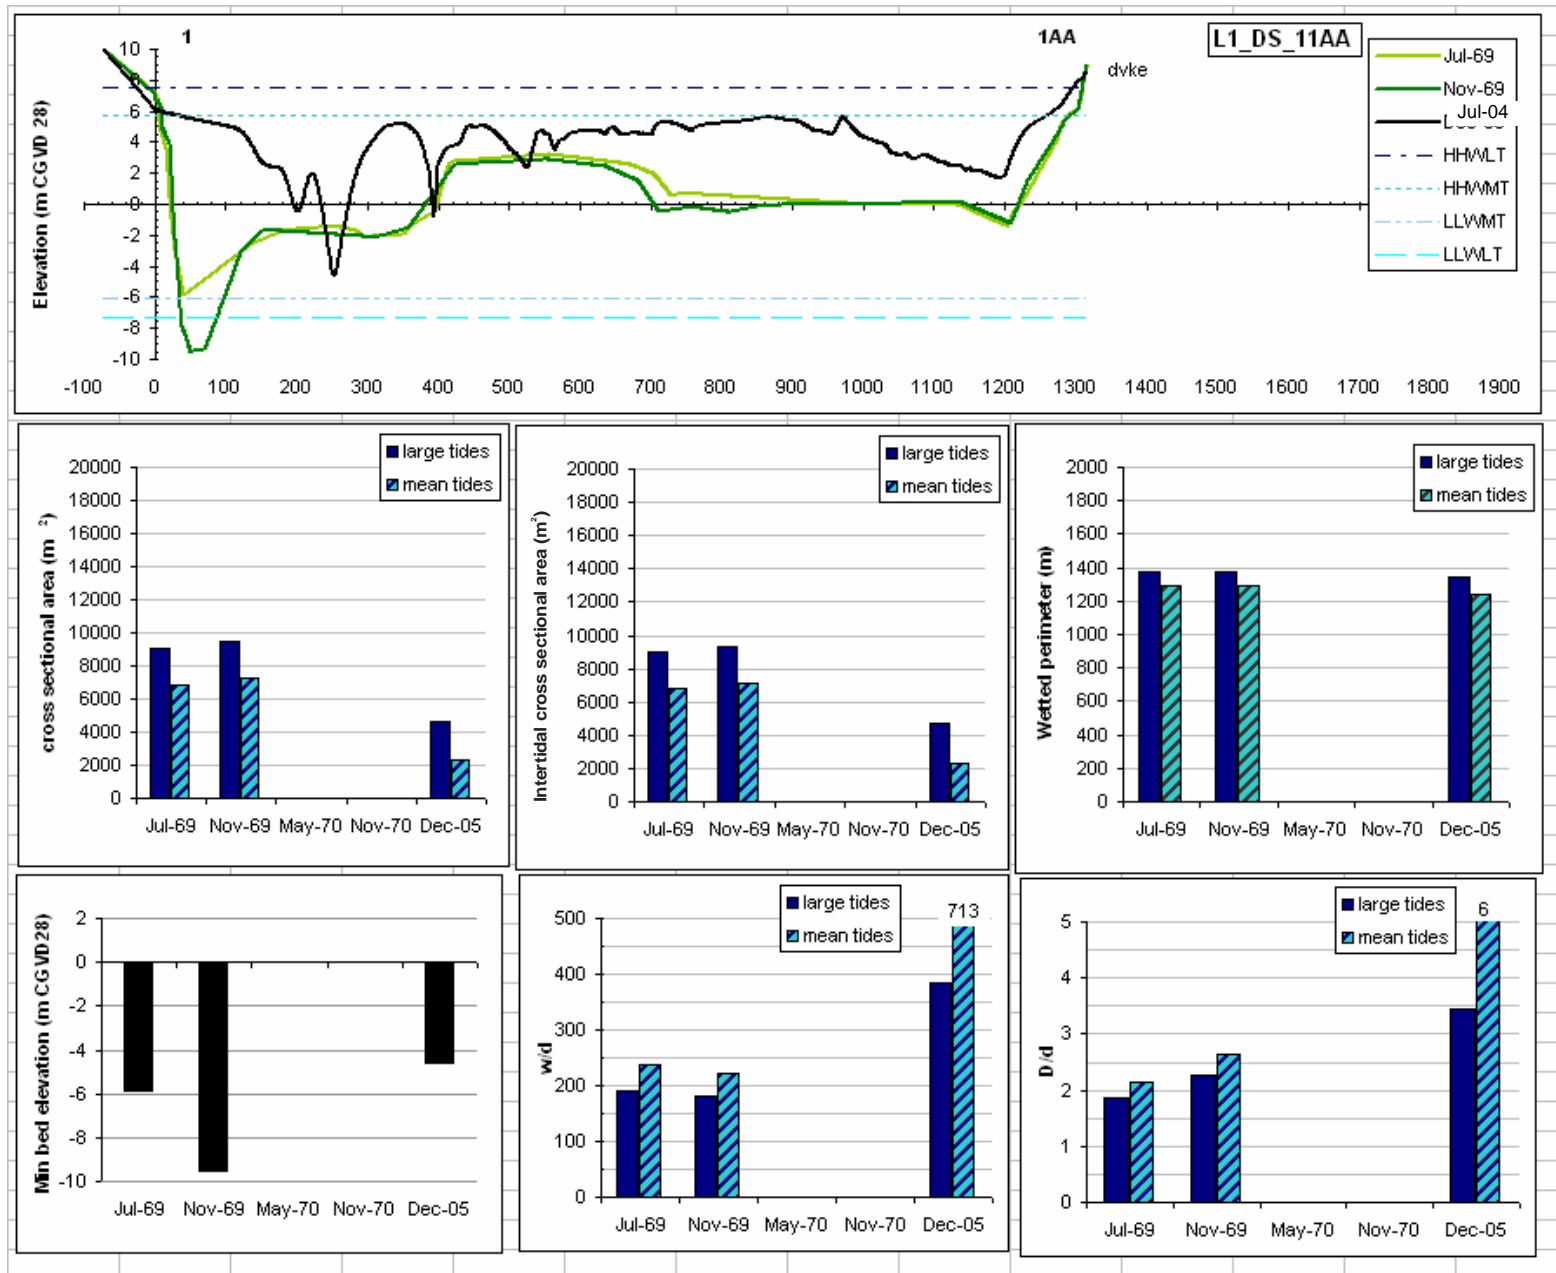 1
1AA
L1_DS_11AA
Elevation (m CGVD 28)
10
8
6
4
2
0
-2
-4
-6
-8
-10
-100 0 100 200 300 400 500 600 700 800 900 1000 1100 1200 1300 1400 1500 1600 1700 1800 1900
dyke
Jul-69
Nov-69
Jul-04
HHWLT
HHWMT
LLWMT
LLWLT
cross sectional area (m 2)
large tides
mean tides
20000
18000
16000
14000
12000
10000
8000
6000
4000
2000
0
Jul-69 Nov-69 May-70 Nov-70 Dec-05
Intertidal cross sectional area (m²)
large tides
mean tides
20000
18000
16000
14000
12000
10000
8000
6000
4000
2000
0
Jul-69 Nov-69 May-70 Nov-70 Dec-05
Wetted perimeter (m)
large tides
mean tides
2000
1800
1600
1400
1200
1000
800
600
400
200
0
Jul-69 Nov-69 May-70 Nov-70 Dec-05
Min bed elevation (m CGVD28)
2
0
-2
-4
-6
-8
-10
Jul-69 Nov-69 May-70 Nov-70 Dec-05
w/d
large tides
mean tides
713
500
400
300
200
100
0
Jul-69 Nov-69 May-70 Nov-70 Dec-05
D/d
large tides
mean tides
6
5
4
3
2
1
0
Jul-69 Nov-69 May-70 Nov-70 Dec-05